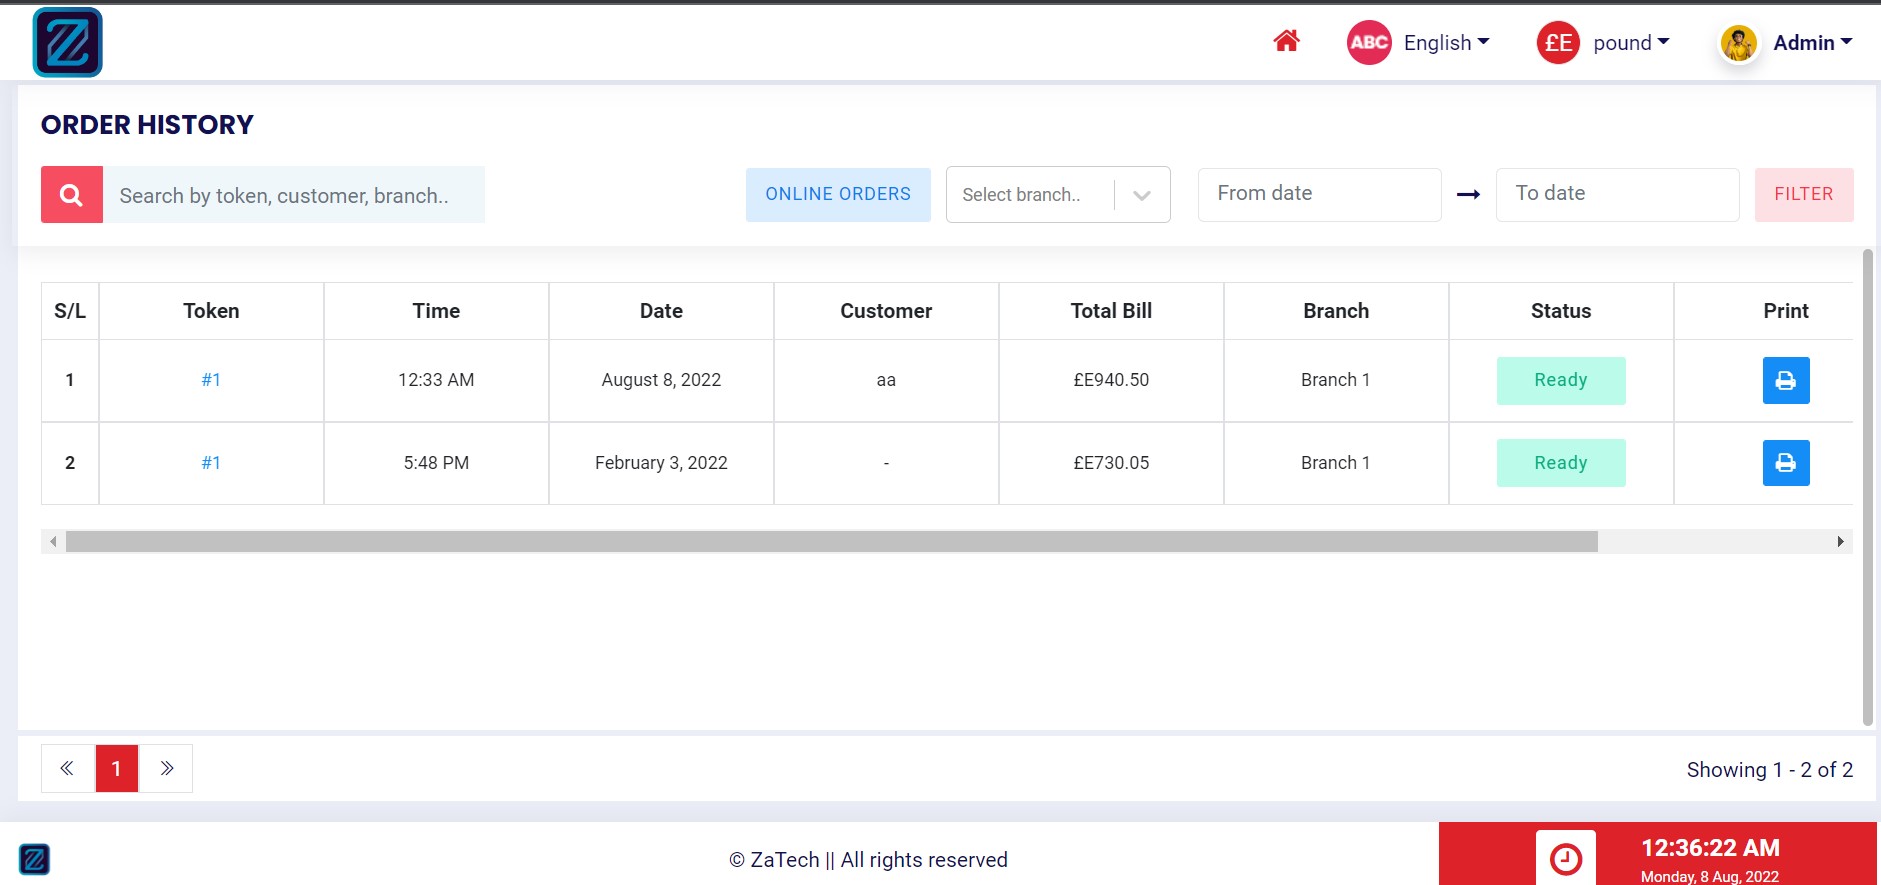 Z
ABC English £E pound Admin
ORDER HISTORY
Search by token, customer, branch.. ONLINE ORDERS Select branch.. From date To date FILTER
S/L Token Time Date Customer Total Bill Branch Status Print
1 #1 12:33 AM August 8, 2022 aa £E940.50 Branch 1 Ready
2 #1 5:48 PM February 3, 2022 - £E730.05 Branch 1 Ready
« 1 » Showing 1 - 2 of 2
Z © ZaTech || All rights reserved 12:36:22 AM
Monday, 8 Aug, 2022